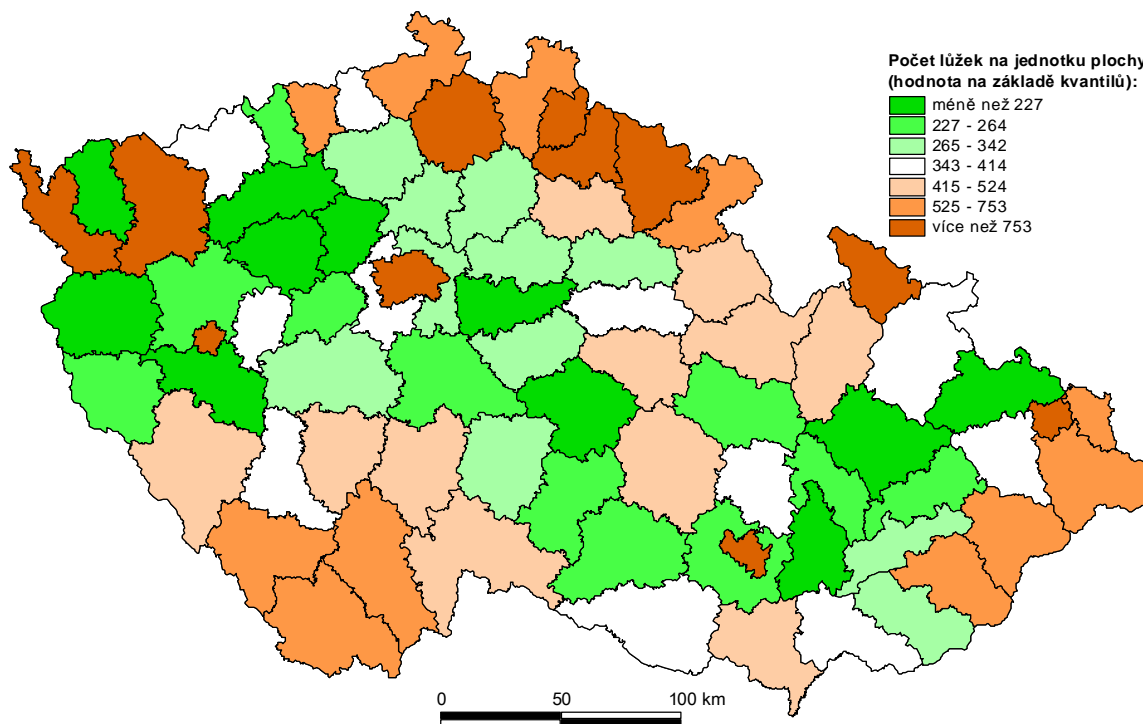 Počet lůžek na jednotku plochy
(hodnota na základě kvantilů):
méně než 227
227 - 264
265 - 342
343 - 414
415 - 524
525 - 753
více než 753
0 50 100 km